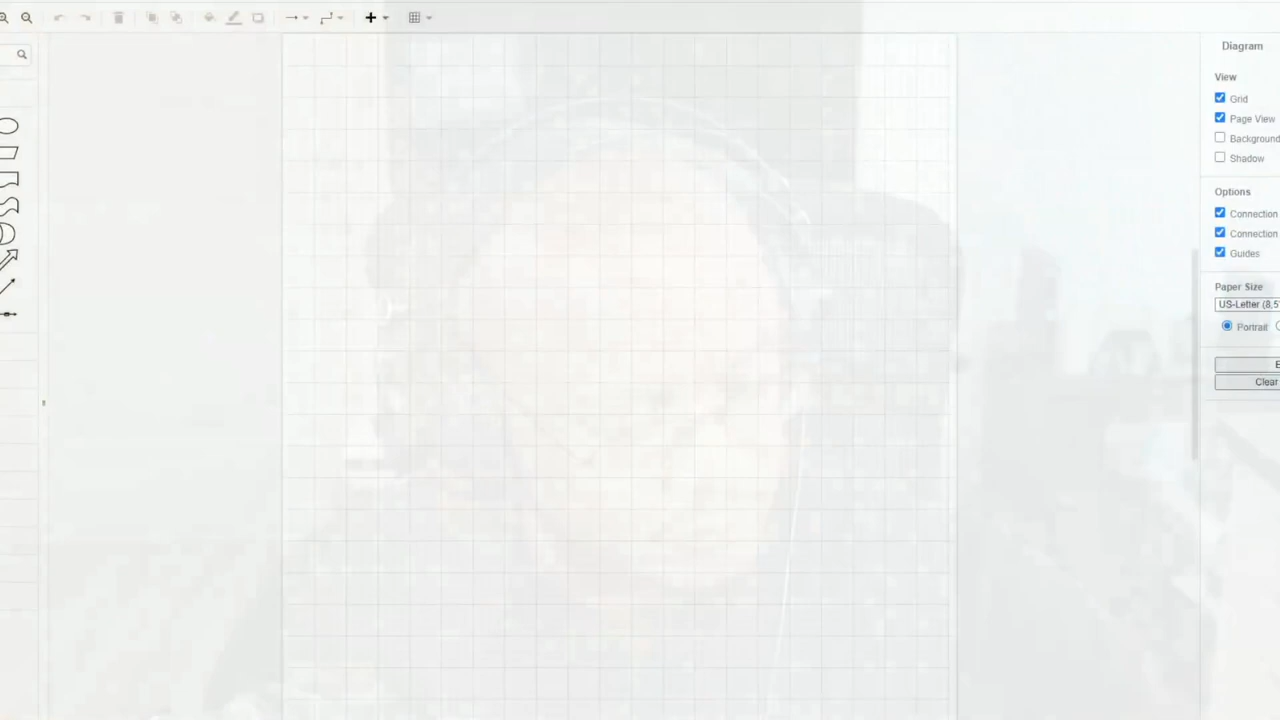 Diagram
View
Grid
Page View
Background
Shadow
Options
Connection
Connection
Guides
Paper Size
US-Letter (8,5"
Portrait
E
Clear